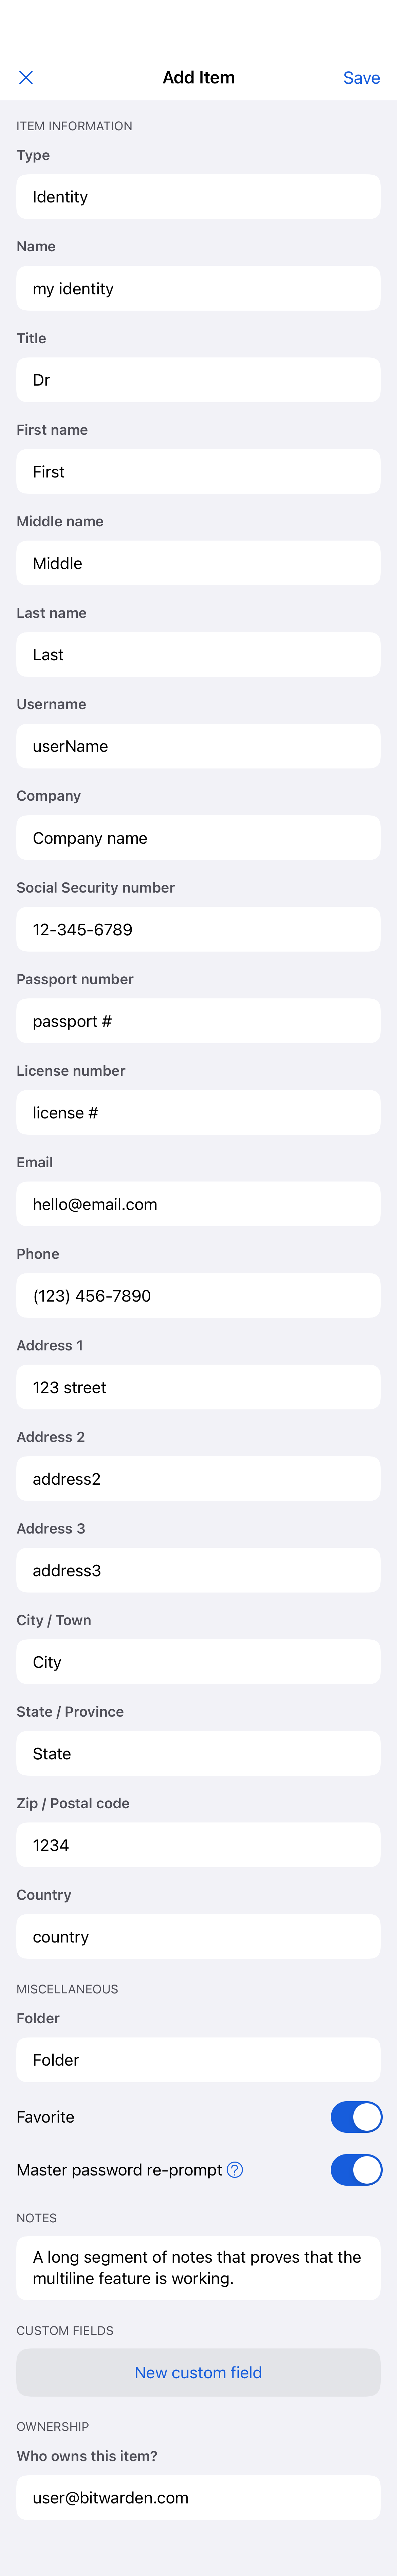 Add Item
Save
ITEM INFORMATION
Type
Identity
Name
my identity
Title
Dr
First name
First
Middle name
Middle
Last name
Last
Username
userName
Company
Company name
Social Security number
12-345-6789
Passport number
passport #
License number
license #
Email
hello@email.com
Phone
(123) 456-7890
Address 1
123 street
Address 2
address2
Address 3
address3
City / Town
City
State / Province
State
Zip / Postal code
1234
Country
country
MISCELLANEOUS
Folder
Folder
Favorite
Master password re-prompt ?
NOTES
A long segment of notes that proves that the
multiline feature is working.
CUSTOM FIELDS
New custom field
OWNERSHIP
Who owns this item?
user@bitwarden.com